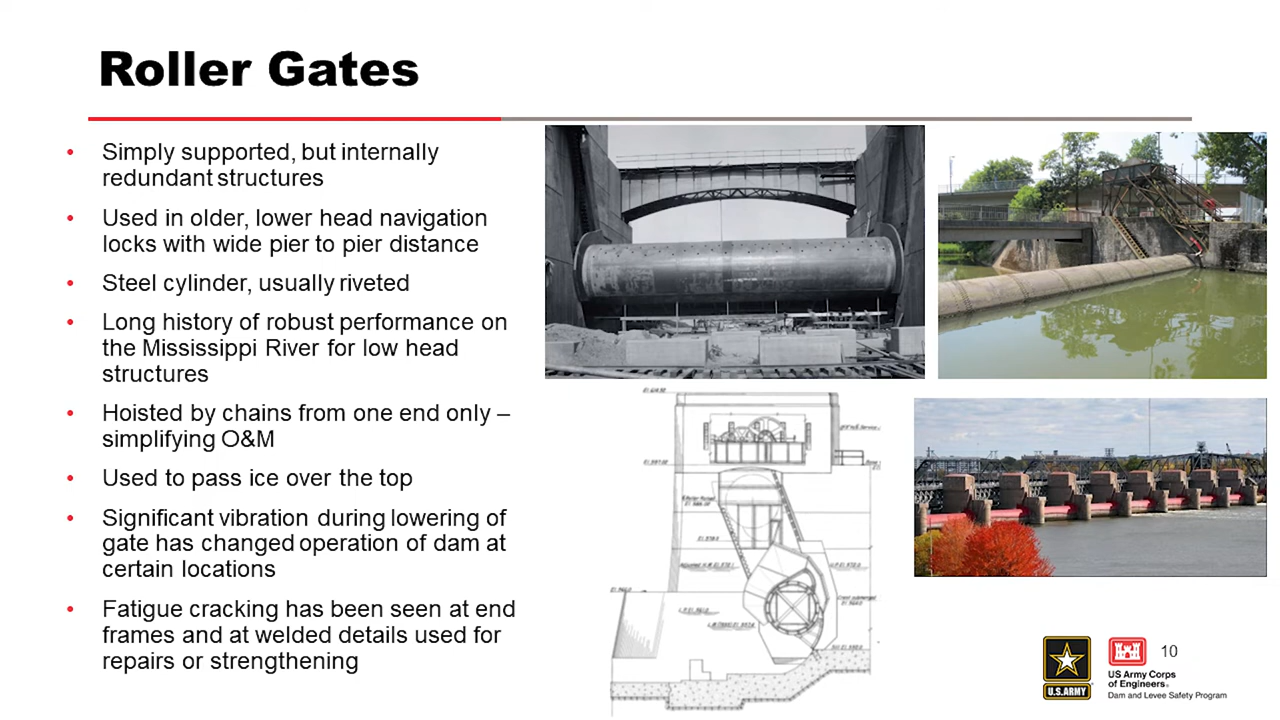 Roller Gates
• Simply supported, but internally
redundant structures
• Used in older, lower head navigation
locks with wide pier to pier distance
• Steel cylinder, usually riveted
• Long history of robust performance on
the Mississippi River for low head
structures
• Hoisted by chains from one end only –
simplifying O&M
• Used to pass ice over the top
• Significant vibration during lowering of
gate has changed operation of dam at
certain locations
• Fatigue cracking has been seen at end
frames and at welded details used for
repairs or strengthening
U.S.ARMY
US Army Corps
of Engineers®
Dam and Levee Safety Program
10